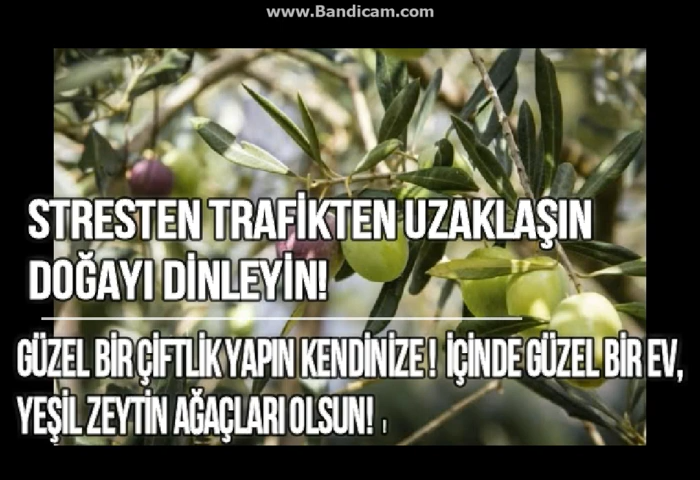 www.Bandicam.com
STRESTEN TRAFİKTEN UZAKLAŞIN
DOĞAYI DİNLEYİN!
GÜZEL BİR ÇİFTLİK YAPIN KENDİNİZE! İÇİNDE GÜZEL BİR EV,
YEŞİL ZEYTİN AĞAÇLARI OLSUN!